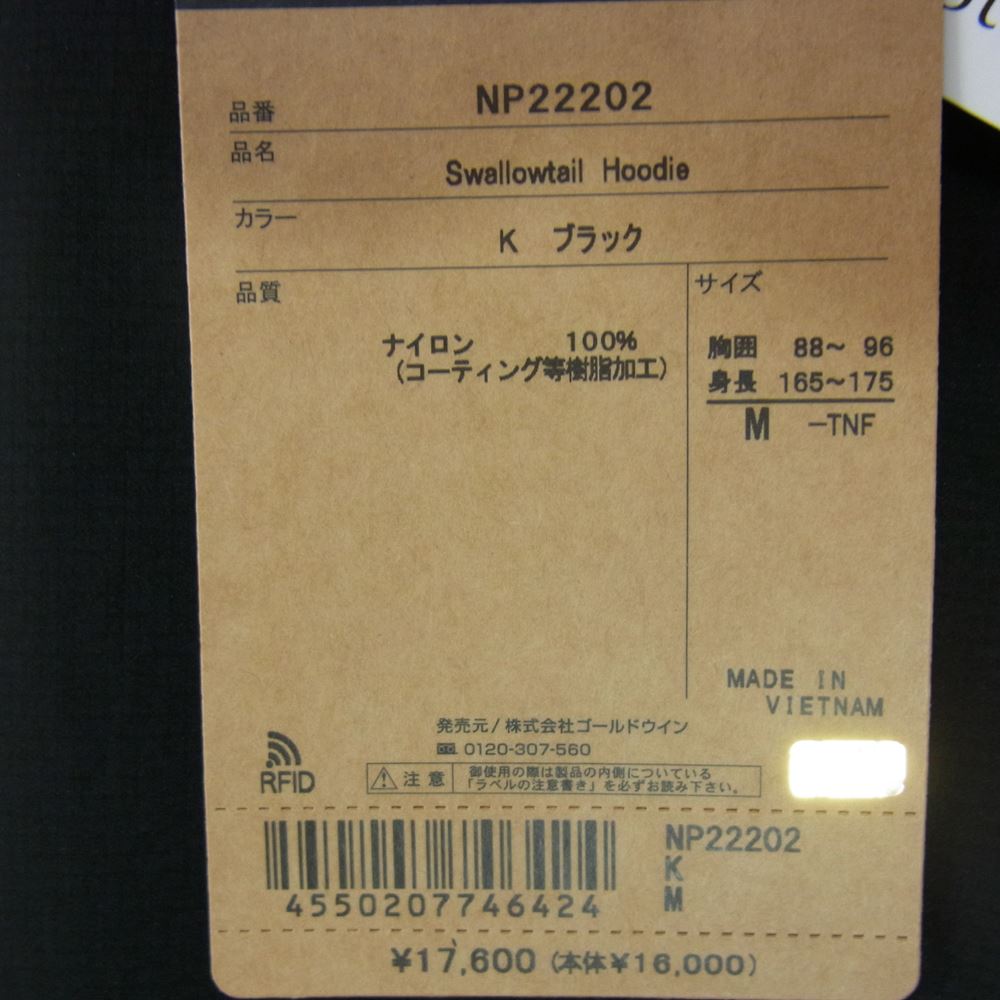 品番 NP22202
品名 Swallowtail Hoodie
カラー K ブラック
品質
ナイロン 100%
(コーティング等樹脂加工)
サイズ
胸囲 88~ 96
身長 165~175
M -TNF
MADE IN
VIETNAM
発売元/株式会社ゴールドウイン
0120-307-560
RFID
注意
御使用の際は製品の内側についている
「ラベルの注意書き」を必ずお読み下さい。
4550207746424
NP22202
K
M
¥17,600 (本体¥16,000)